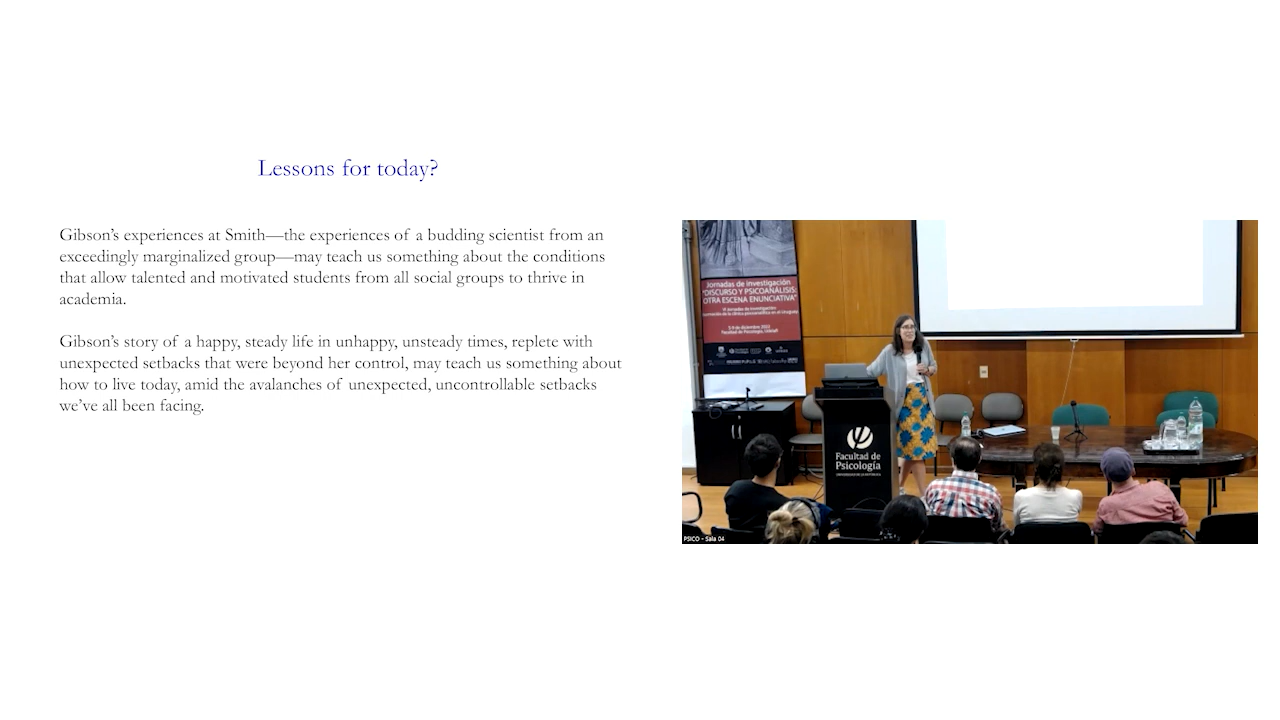 Lessons for today?
Gibson’s experiences at Smith—the experiences of a budding scientist from an
exceedingly marginalized group—may teach us something about the conditions
that allow talented and motivated students from all social groups to thrive in
academia.
Gibson’s story of a happy, steady life in unhappy, unsteady times, replete with
unexpected setbacks that were beyond her control, may teach us something about
how to live today, amid the avalanches of unexpected, uncontrollable setbacks
we’ve all been facing.
Jornadas de investigación
"DISCURSO Y PSICOANÁLISIS:
OTRA ESCENA ENUNCIATIVA"
Facultad de
Psicología
UNIVERSIDAD DE LA REPÚBLICA
PSICO - Sala 04